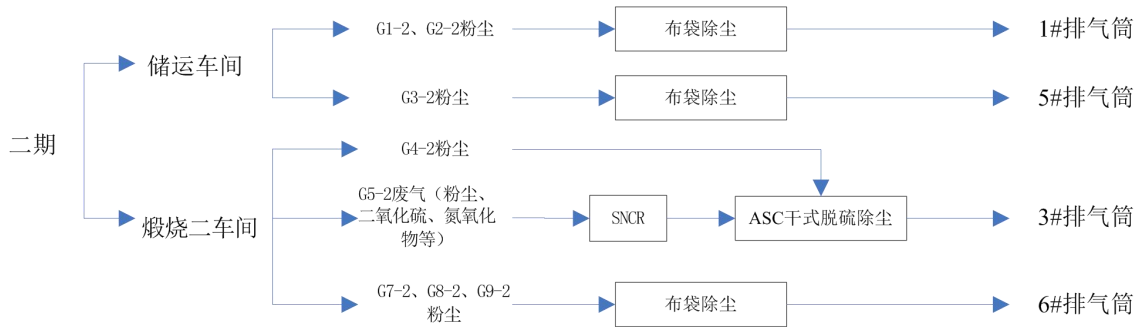 二期
储运车间
G1-2、G2-2粉尘
布袋除尘
1#排气筒
G3-2粉尘
布袋除尘
5#排气筒
煅烧二车间
G4-2粉尘
G5-2废气（粉尘、
二氧化硫、氮氧化
物等）
SNCR
ASC干式脱硫除尘
3#排气筒
G7-2、G8-2、G9-2
粉尘
布袋除尘
6#排气筒